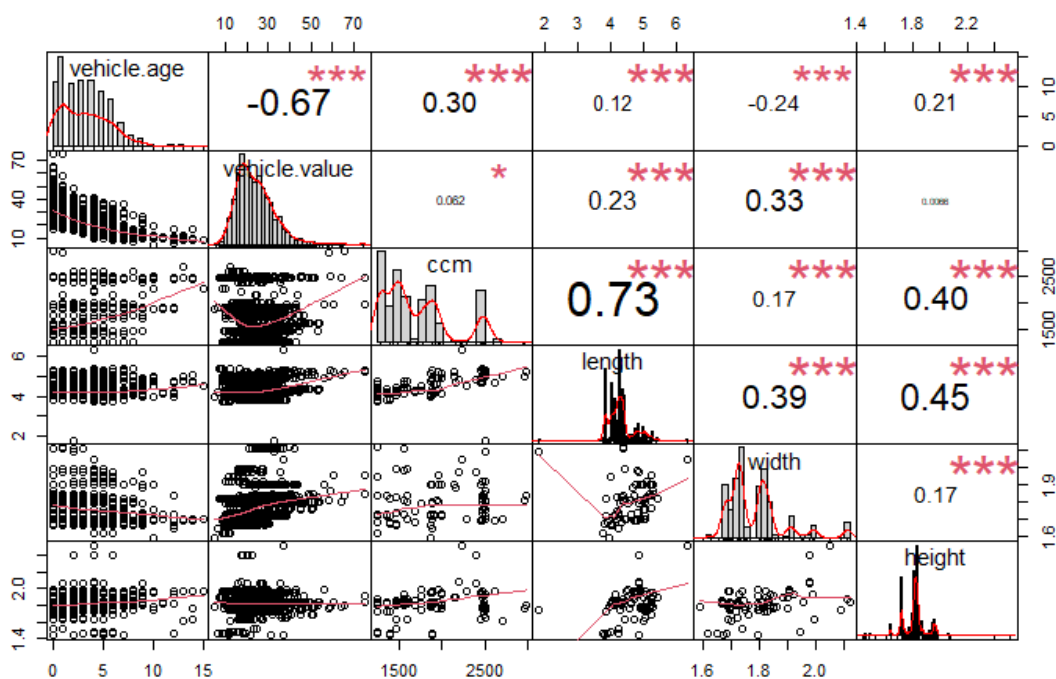 10 30 50 70 2 3 4 5 6 1.4 1.8 2.2
vehicle.age *** *** *** *** ***
-0.67 0.30 0.12 -0.24 0.21
0 5 10
10 40 70
vehicle.value * *** ***
0.062 0.23 0.33
ccm *** *** ***
0.73 0.17 0.40
1500 2500
2 4 6
length *** ***
0.39 0.45
width ***
0.17
1.6 1.9
1.4 2.0
height
0 5 10 15 1500 2500 1.6 1.8 2.0